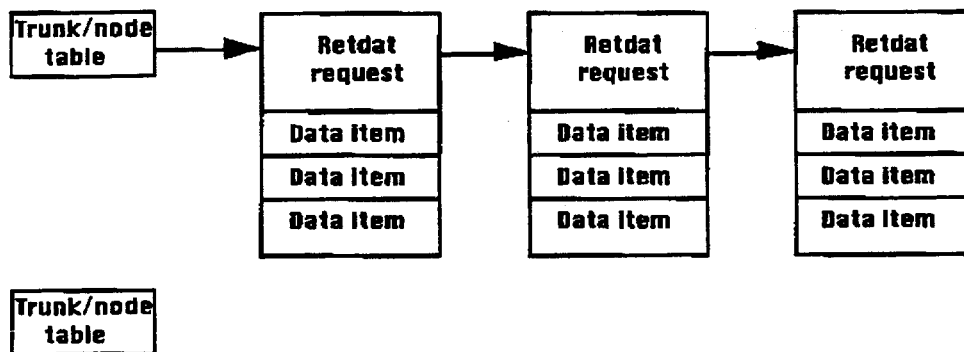 Trunk/node
table
Retdat
request
Data item
Data item
Data item
Retdat
request
Data item
Data item
Data item
Retdat
request
Data item
Data item
Data item
Trunk/node
table